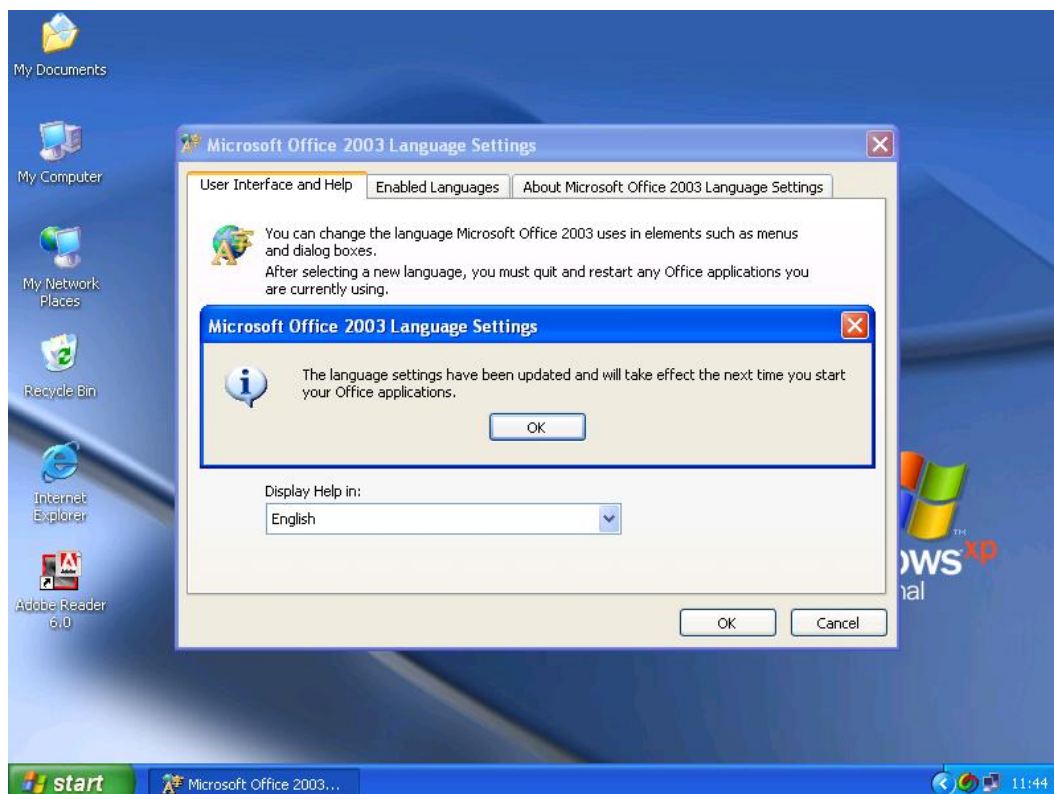 My Documents
My Computer
My Network
Places
Recycle Bin
Internet
Explorer
Adobe Reader
6.0
Microsoft Office 2003 Language Settings
User Interface and Help
Enabled Languages
About Microsoft Office 2003 Language Settings
You can change the language Microsoft Office 2003 uses in elements such as menus
and dialog boxes.
After selecting a new language, you must quit and restart any Office applications you
are currently using.
Microsoft Office 2003 Language Settings
The language settings have been updated and will take effect the next time you start
your Office applications.
OK
Display Help in:
English
OK
Cancel
ows xp
nal
TM
start
Microsoft Office 2003...
11:44